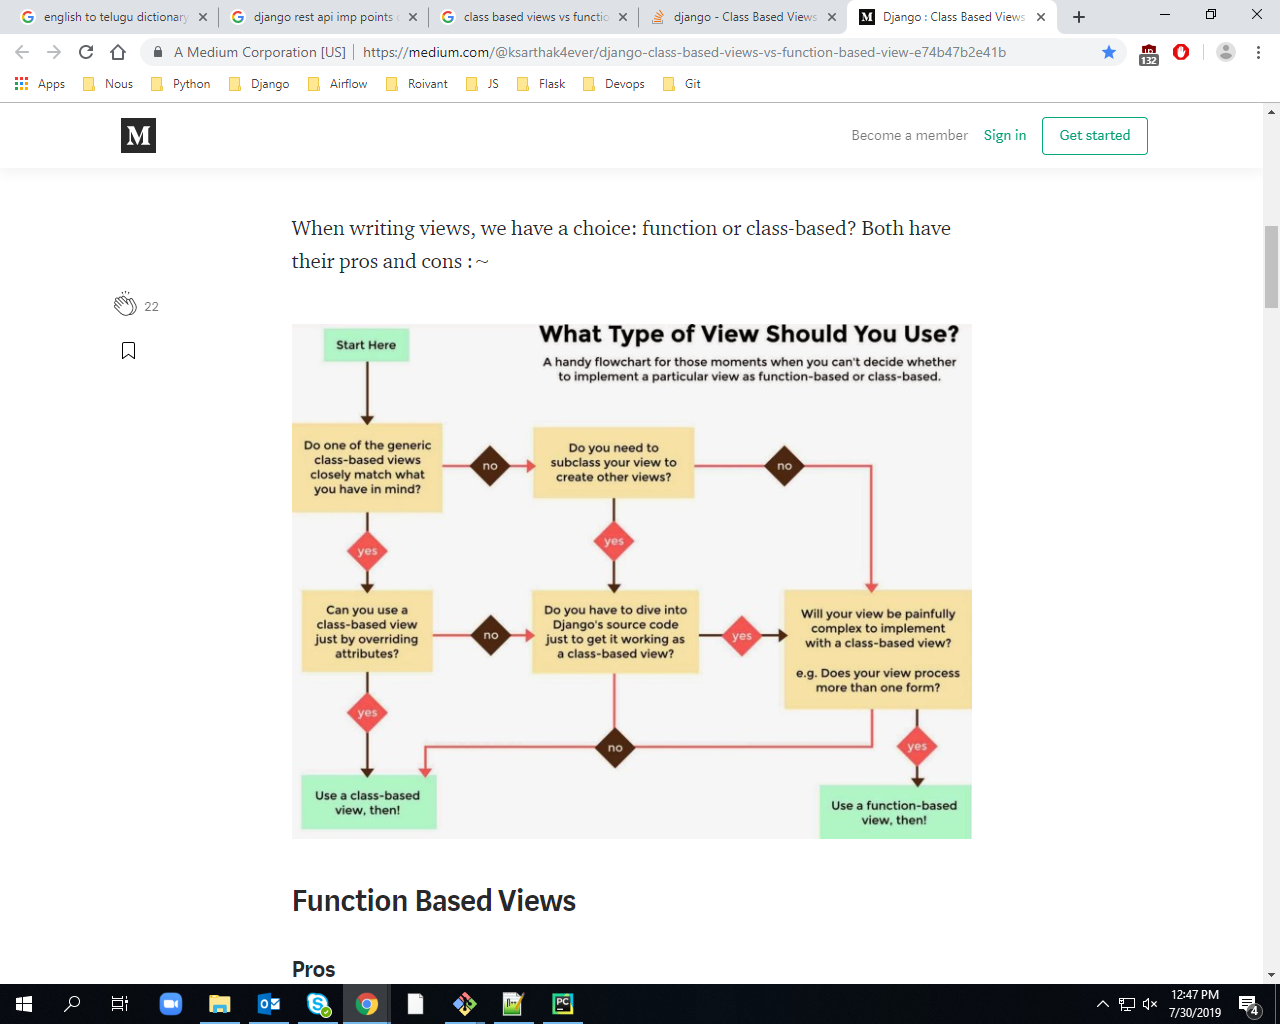 english to telugu dictionary
django rest api imp points
class based views vs functio
django - Class Based Views
Django : Class Based Views
A Medium Corporation [US] | https://medium.com/@ksarthak4ever/django-class-based-views-vs-function-based-view-e74b47b2e41b
132
Apps
Nous
Python
Django
Airflow
Roivant
JS
Flask
Devops
Git
M
Become a member
Sign in
Get started
When writing views, we have a choice: function or class-based? Both have
their pros and cons : ~
22
What Type of View Should You Use?
A handy flowchart for those moments when you can't decide whether
to implement a particular view as function-based or class-based.
Start Here
Do one of the generic
class-based views
closely match what
you have in mind?
no
Do you need to
subclass your view to
create other views?
no
yes
yes
Can you use a
class-based view
just by overriding
attributes?
no
Do you have to dive into
Django's source code
just to get it working as
a class-based view?
yes
Will your view be painfully
complex to implement
with a class-based view?
e.g. Does your view process
more than one form?
yes
no
yes
Use a class-based
view, then!
Use a function-based
view, then!
Function Based Views
Pros
12:47 PM
7/30/2019
4